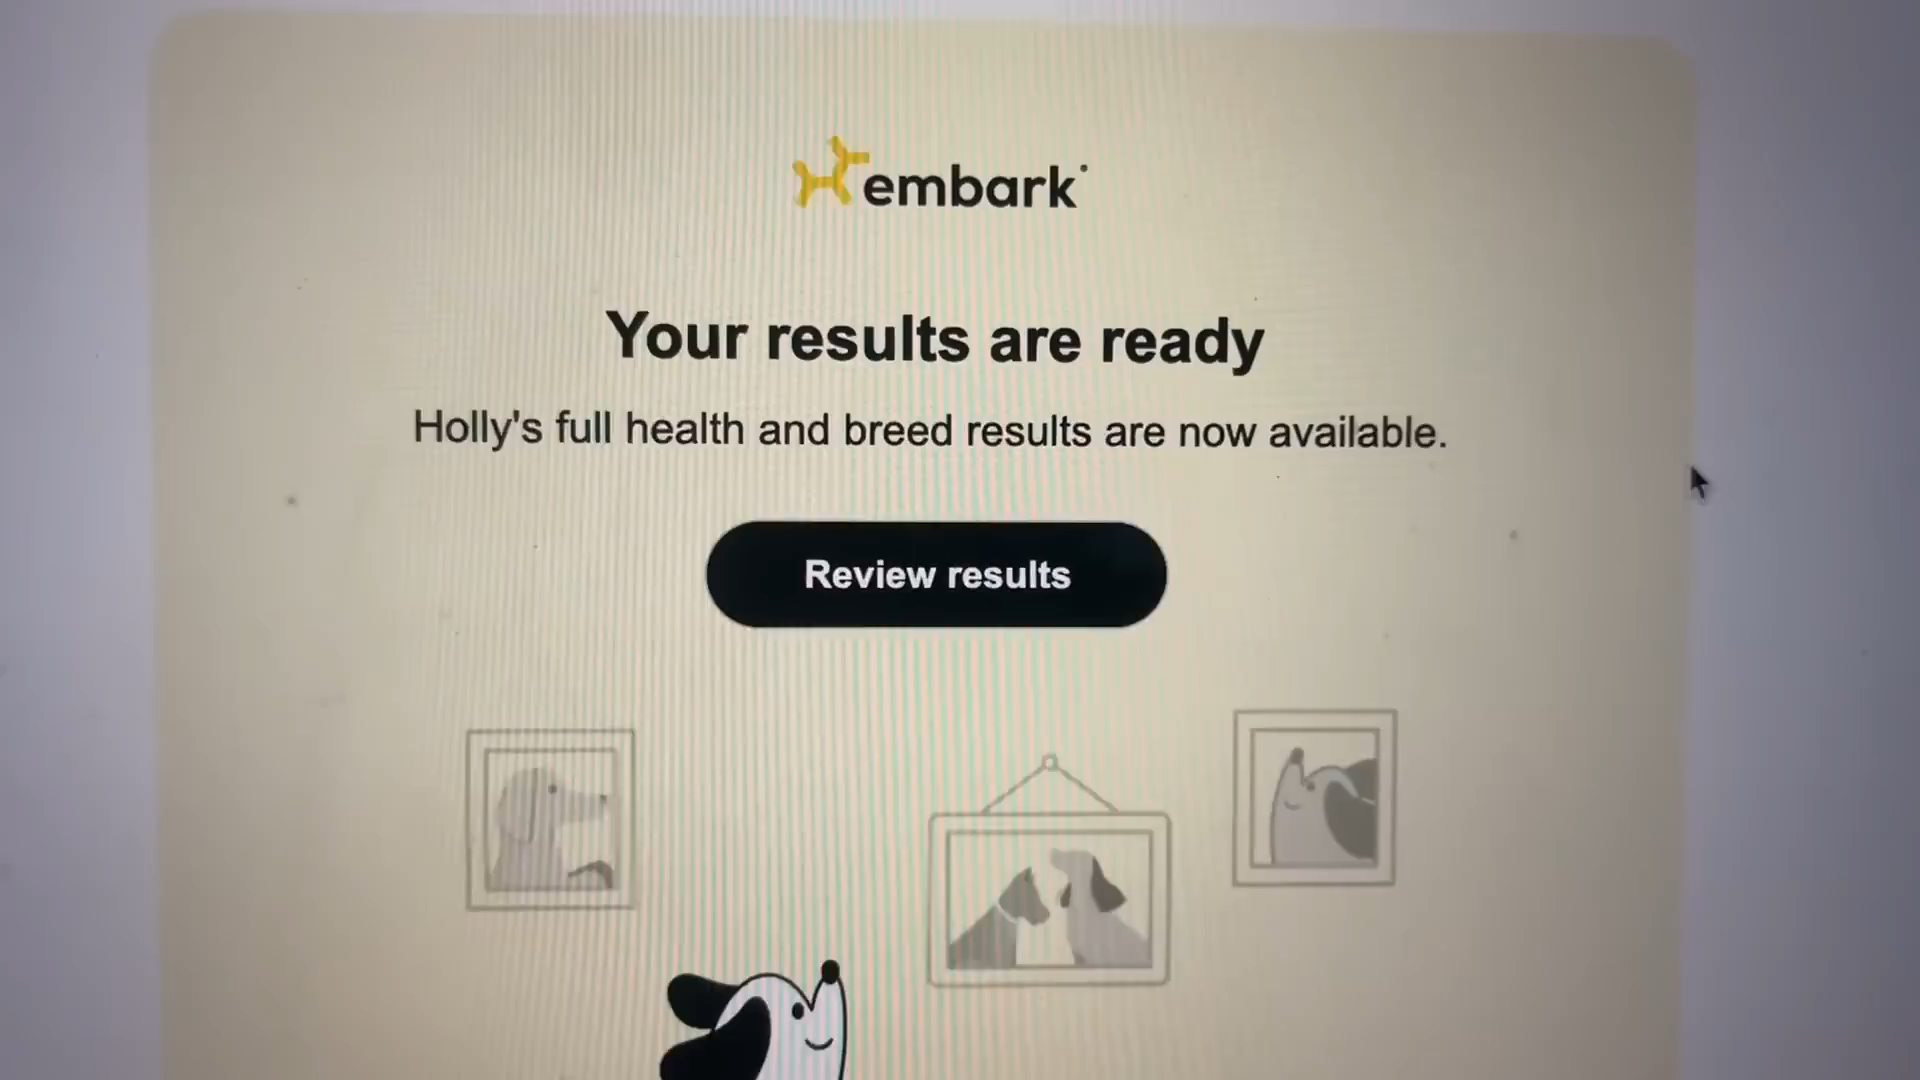 embark
Your results are ready
Holly's full health and breed results are now available.
Review results